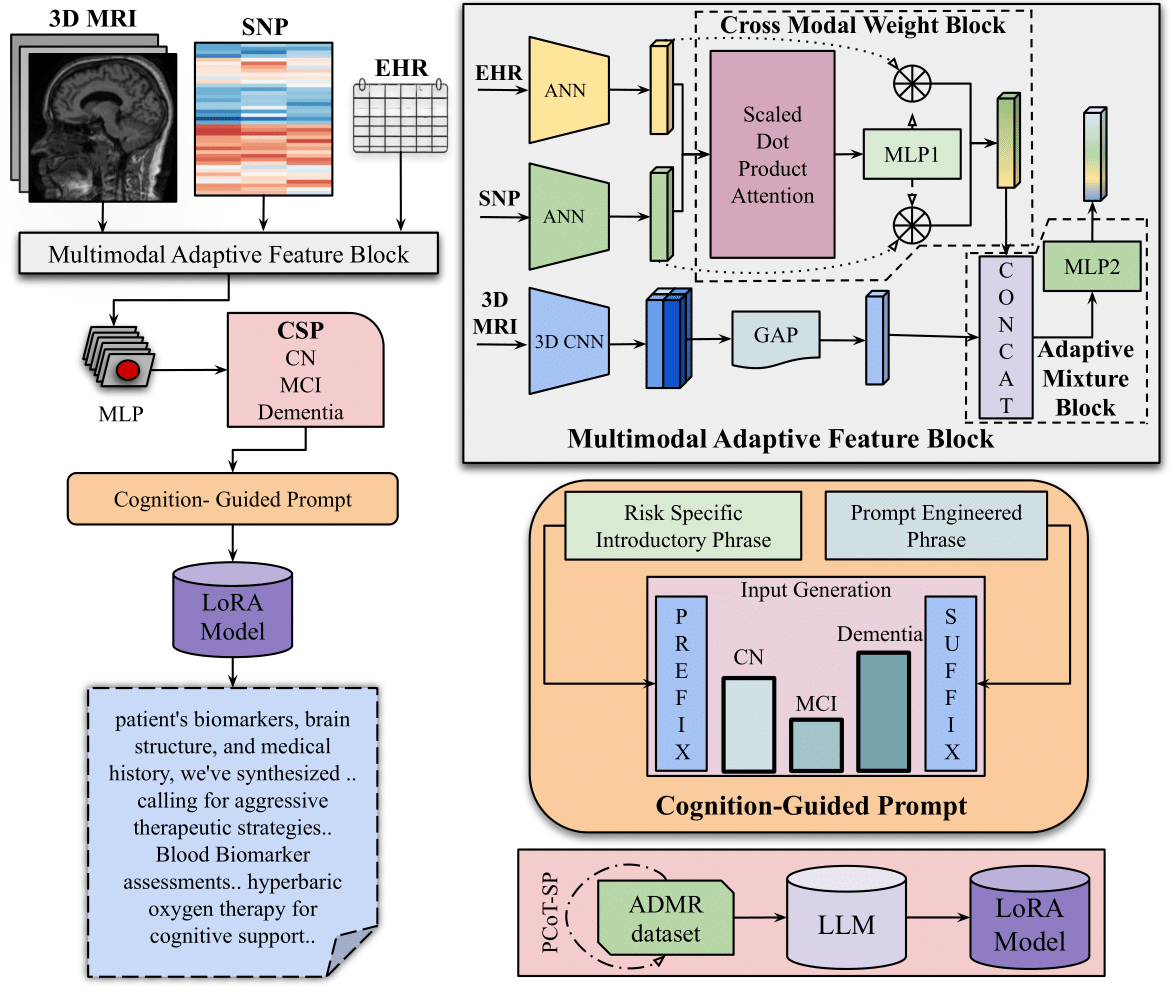 3D MRI
SNP
EHR
Multimodal Adaptive Feature Block
MLP
CSP
CN
MCI
Dementia
Cognition- Guided Prompt
LoRA
Model
patient's biomarkers, brain
structure, and medical
history, we've synthesized ..
calling for aggressive
therapeutic strategies..
Blood Biomarker
assessments.. hyperbaric
oxygen therapy for
cognitive support..
Cross Modal Weight Block
EHR
ANN
SNP
ANN
3D
MRI
3D CNN
Scaled
Dot
Product
Attention
MLP1
GAP
CONCAT
MLP2
Adaptive
Mixture
Block
Multimodal Adaptive Feature Block
Risk Specific
Introductory Phrase
Prompt Engineered
Phrase
Input Generation
PREFIX
CN
MCI
Dementia
SUFFIX
Cognition-Guided Prompt
PCoT-SP
ADMR
dataset
LLM
LoRA
Model